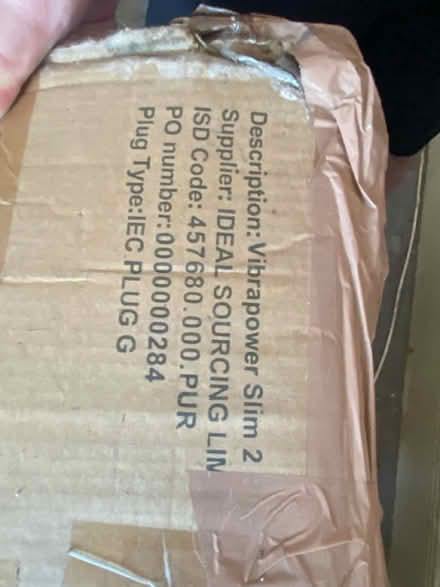 Description: Vibrapower Slim 2
Supplier: IDEAL SOURCING LIM
ISD Code: 457680.000.PUR
PO number:0000000284
Plug Type:IEC PLUG G